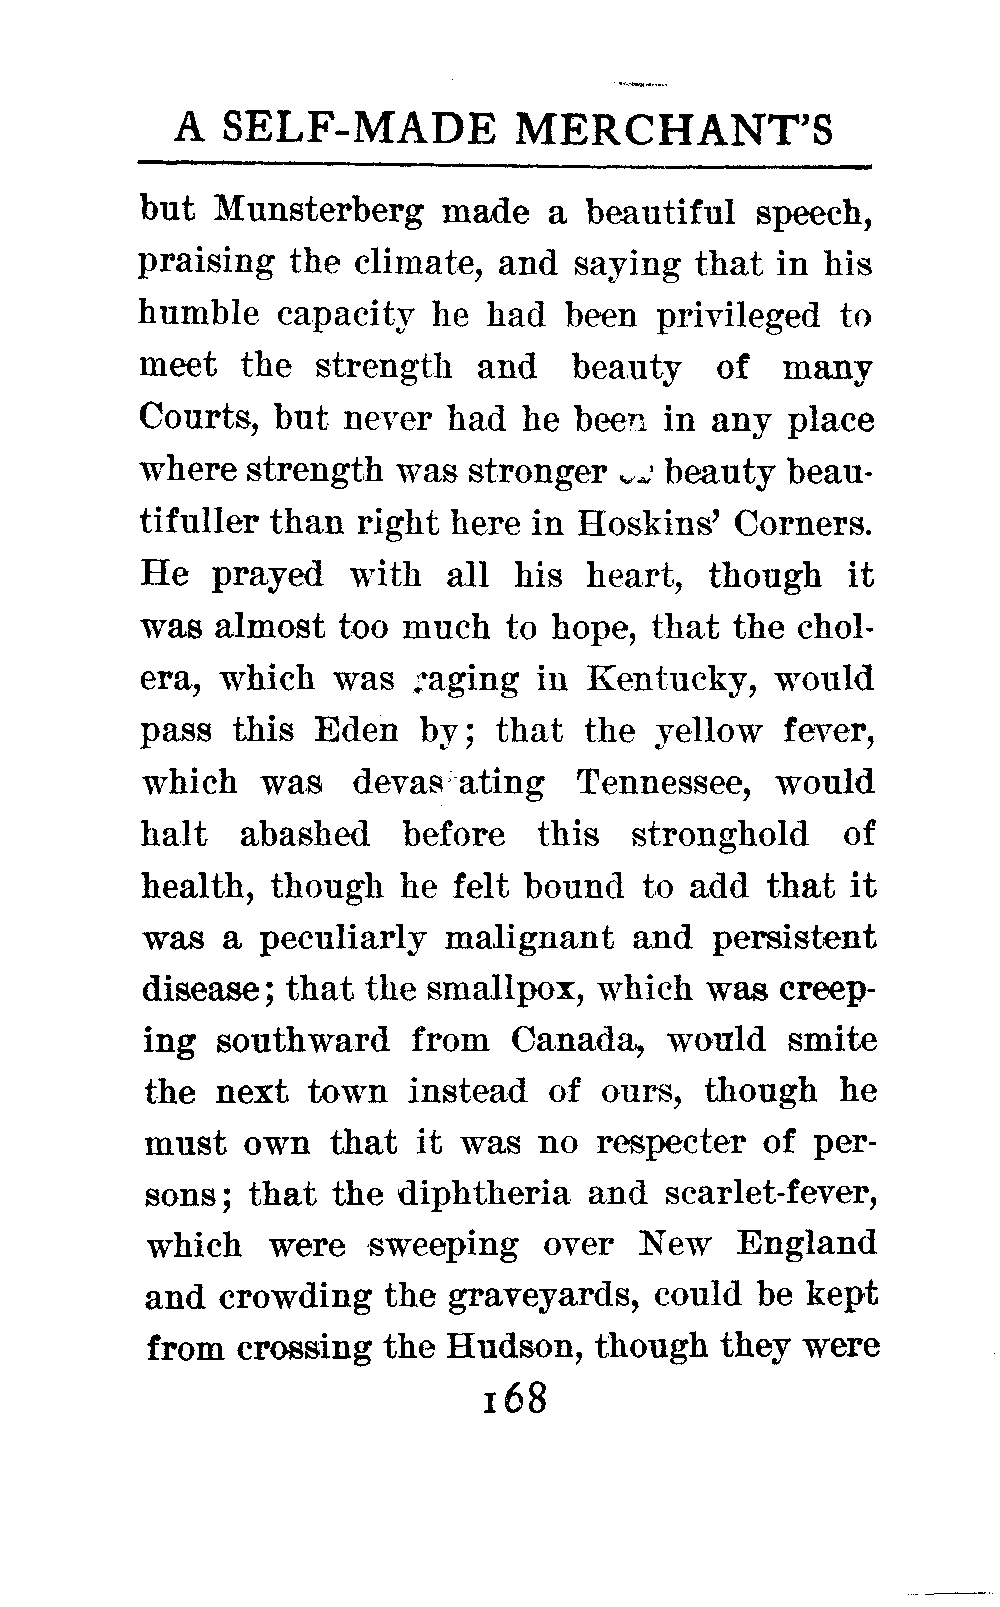 A SELF-MADE MERCHANT'S
but Munsterberg made a beautiful speech,
praising the climate, and saying that in his
humble capacity he had been privileged to
meet the strength and beauty of many
Courts, but never had he been in any place
where strength was stronger beauty beau-
tifuller than right here in Hoskins' Corners.
He prayed with all his heart, though it
was almost too much to hope, that the chol-
era, which was raging in Kentucky, would
pass this Eden by; that the yellow fever,
which was devastating Tennessee, would
halt abashed before this stronghold of
health, though he felt bound to add that it
was a peculiarly malignant and persistent
disease; that the smallpox, which was creep-
ing southward from Canada, would smite
the next town instead of ours, though he
must own that it was no respecter of per-
sons; that the diphtheria and scarlet-fever,
which were sweeping over New England
and crowding the graveyards, could be kept
from crossing the Hudson, though they were
168